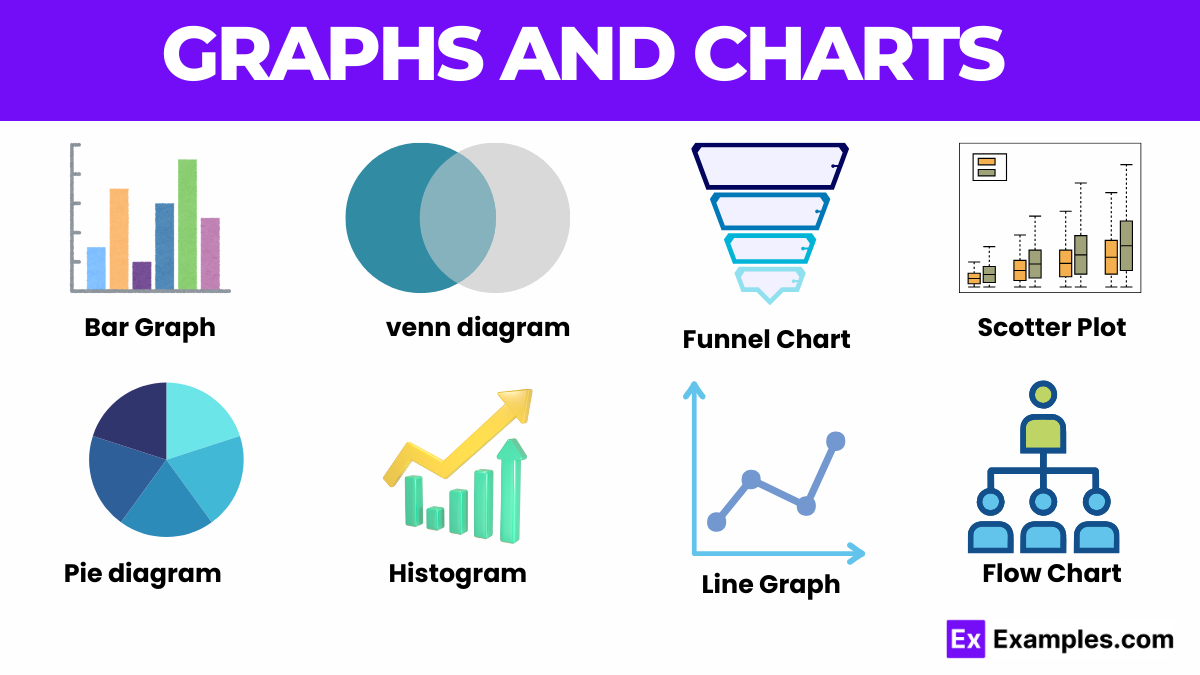 GRAPHS AND CHARTS
Bar Graph
venn diagram
Funnel Chart
Scotter Plot
Pie diagram
Histogram
Line Graph
Flow Chart
Ex Examples.com